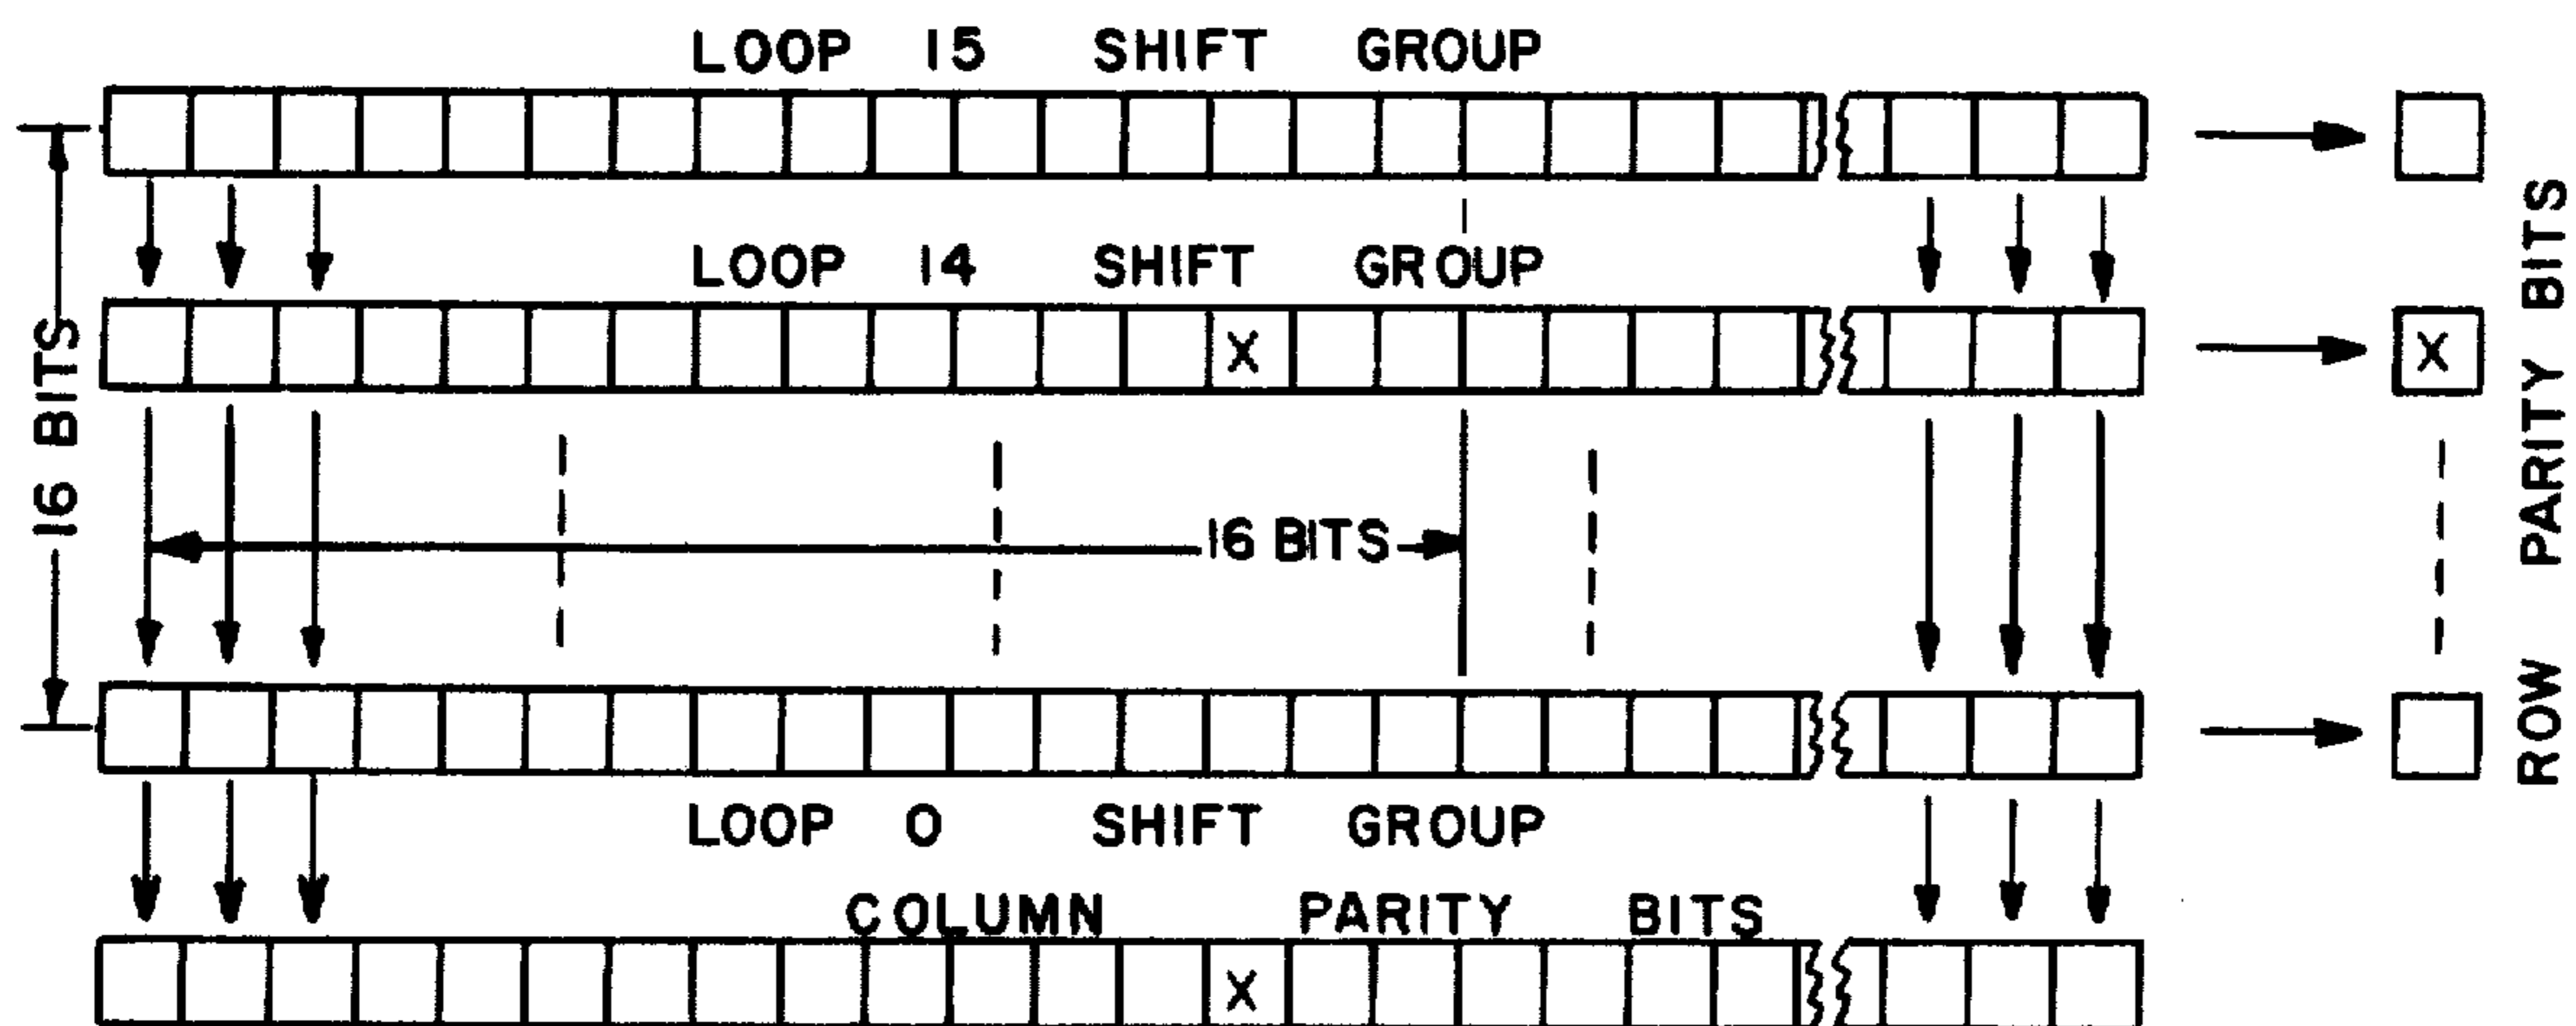 LOOP 15 SHIFT GROUP
LOOP 14 SHIFT GROUP
X
X
16 BITS
16 BITS
ROW PARITY BITS
LOOP 0 SHIFT GROUP
COLUMN PARITY BITS
X